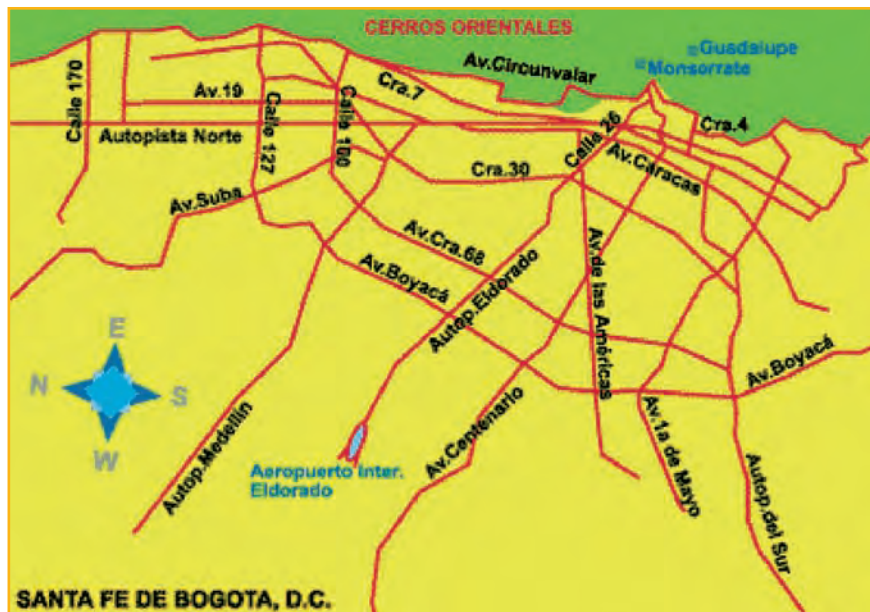 CERROS ORIENTALES
Guadalupe
Monsorrate
Av.Circunvalar
Calle 170
Av.19
Cra.7
Calle 26
Cra.4
Autopista Norte
Calle 127
Calle 100
Cra.30
Av.Caracas
Av.Suba
Av.Cra.68
Av.Boyacá
Autop.Eldorado
Av.de las Américas
E
N
S
W
Av.Boyacá
Autop.Medellín
Aeropuerto Inter.
Eldorado
Av.Centenario
Av.1a de Mayo
Autop.del Sur
SANTA FE DE BOGOTA, D.C.